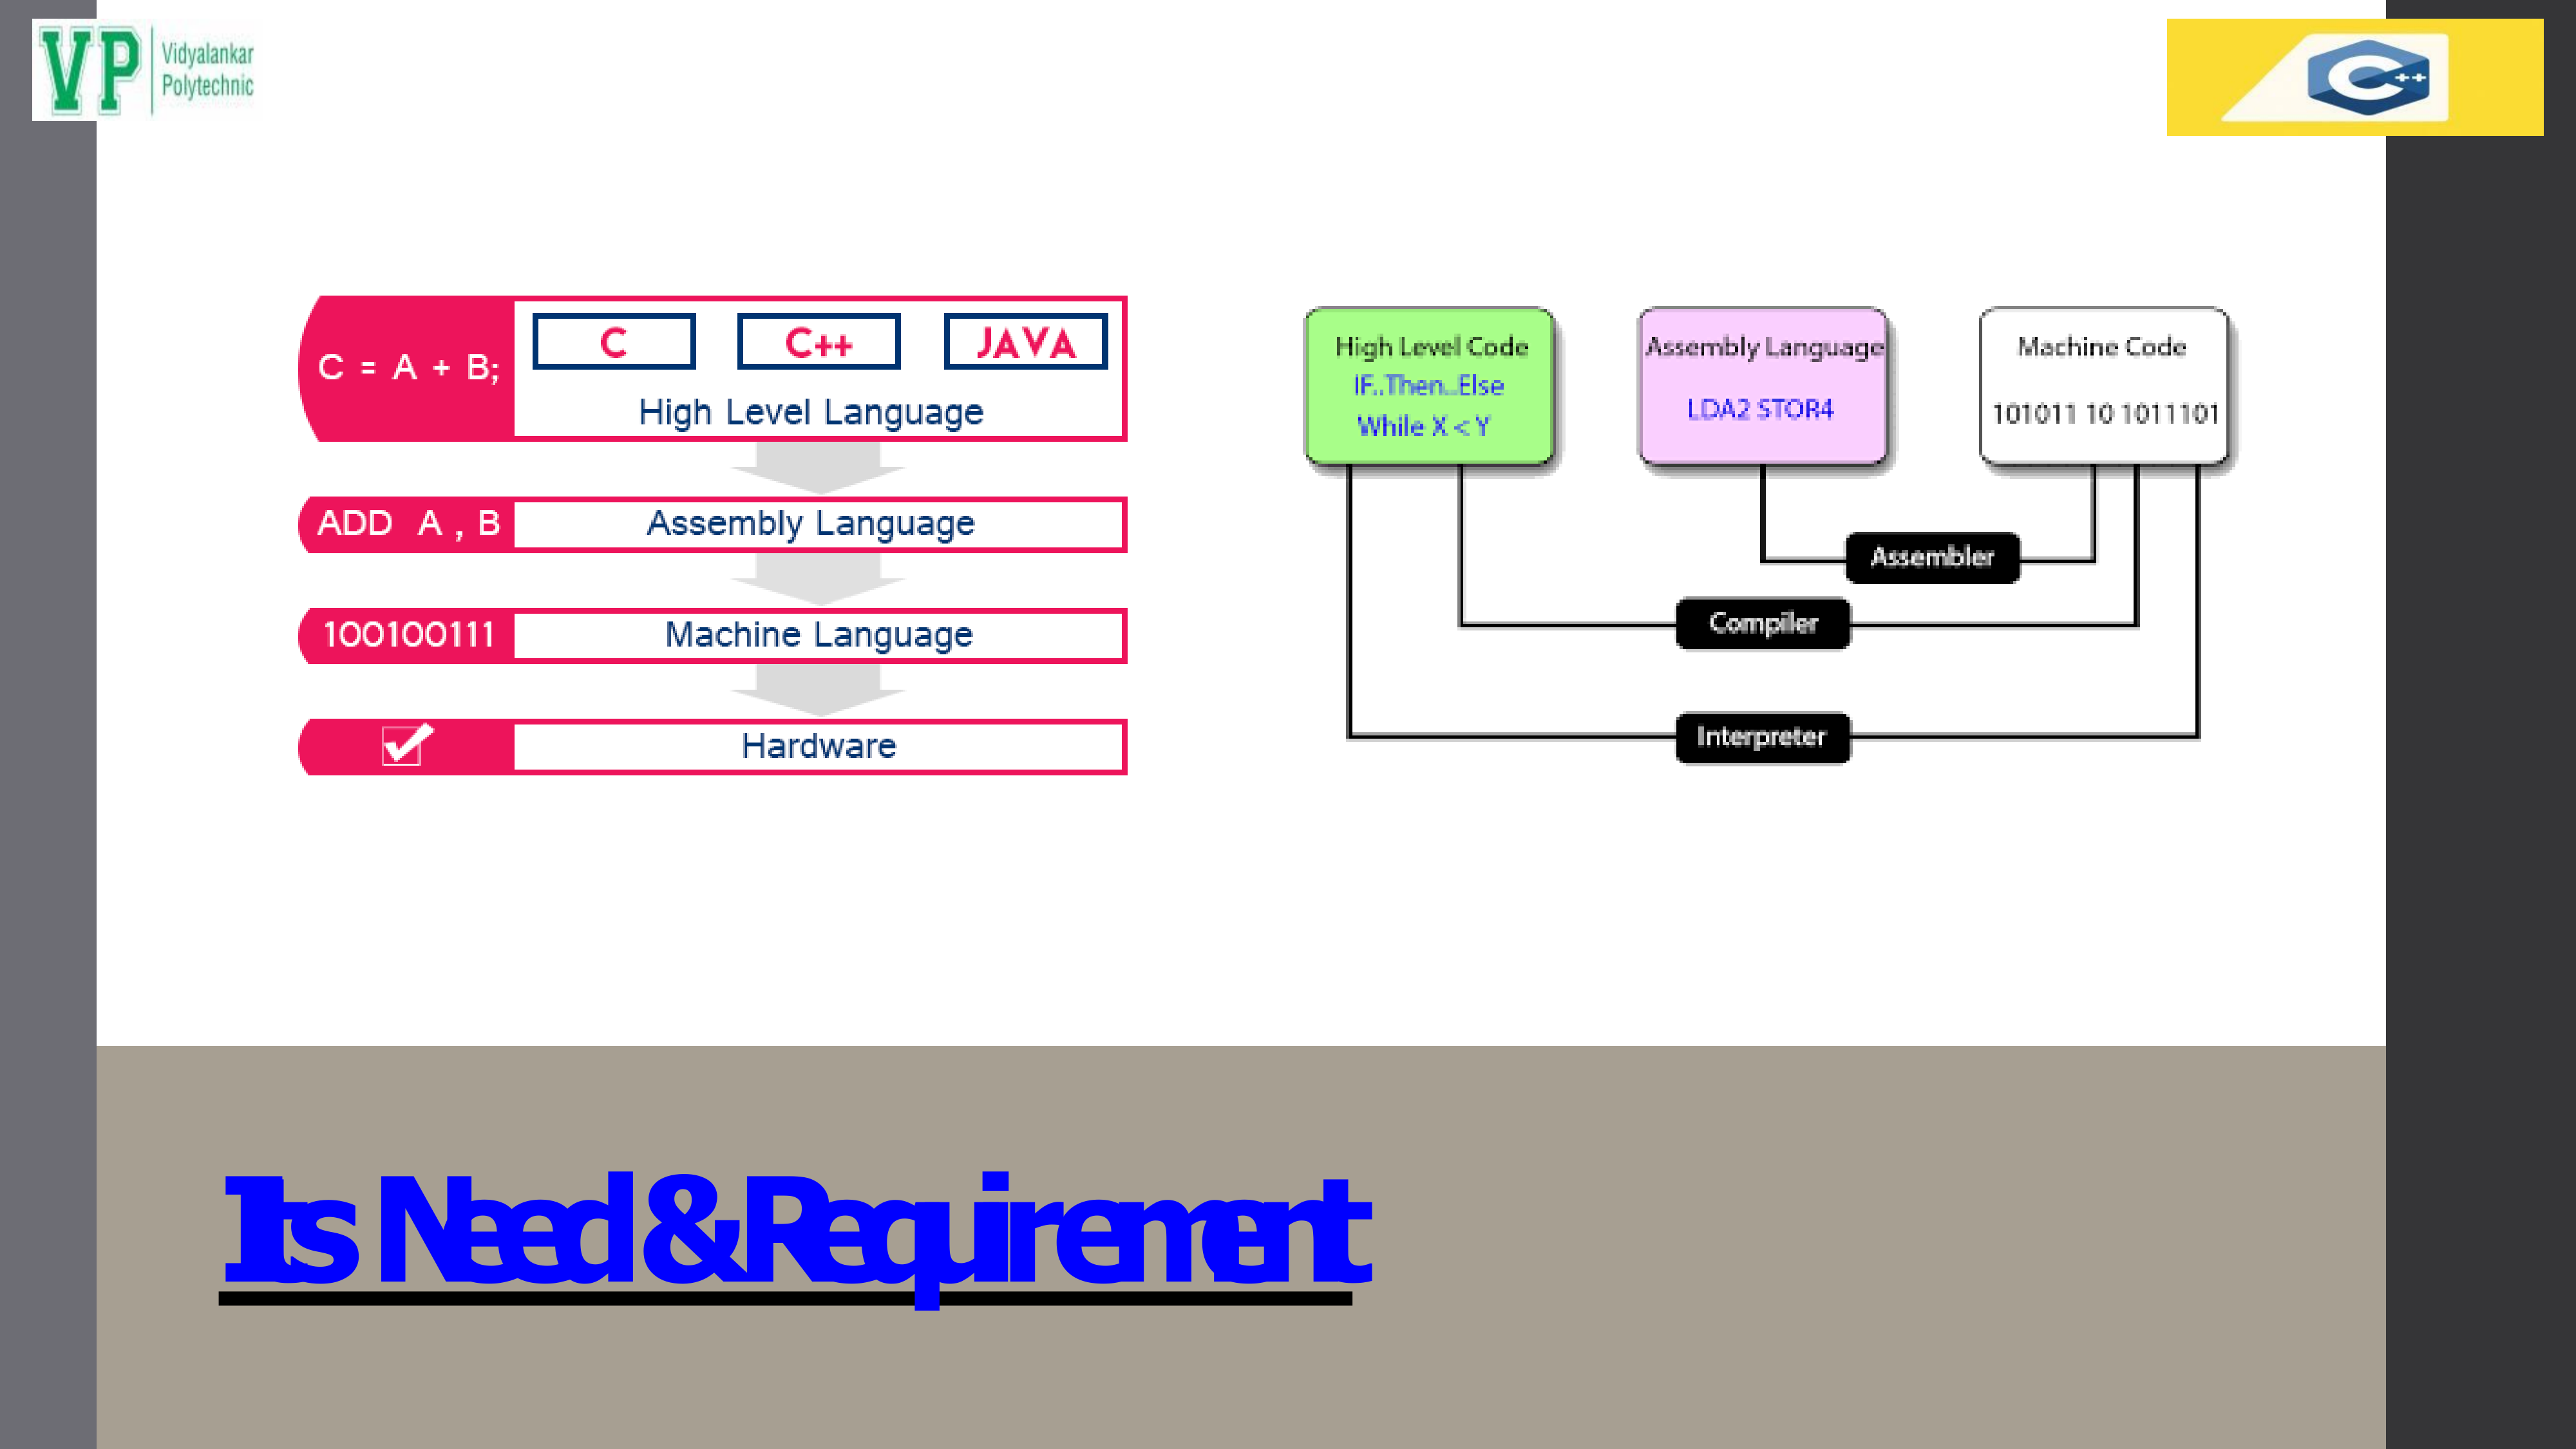 VP Vidyalankar
Polytechnic
C++
C = A + B;
C C++ JAVA
High Level Language
ADD A , B
Assembly Language
100100111
Machine Language
Hardware
High Level Code
IF..Then..Else
While X < Y
Assembly Language
LDA2 STOR4
Machine Code
101011 10 1011101
Assembler
Compiler
Interpreter
Its Need & Requirement